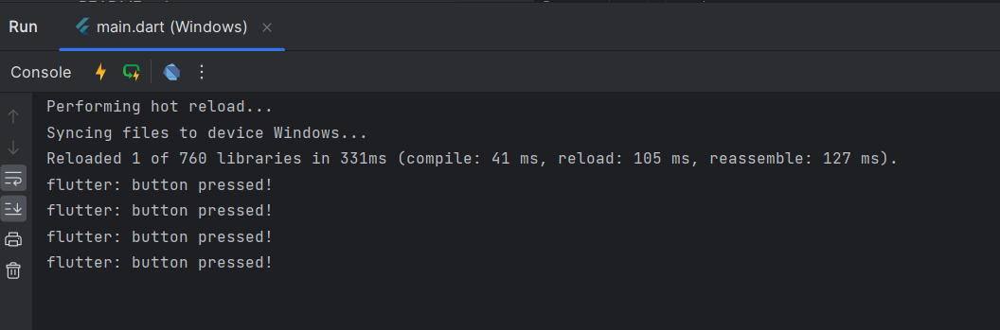 Run
main.dart (Windows)
Console
Performing hot reload...
Syncing files to device Windows...
Reloaded 1 of 760 libraries in 331ms (compile: 41 ms, reload: 105 ms, reassemble: 127 ms).
flutter: button pressed!
flutter: button pressed!
flutter: button pressed!
flutter: button pressed!